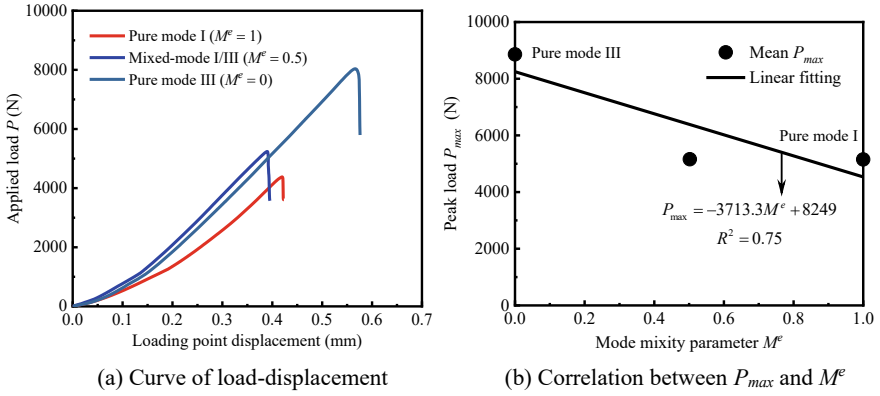 Pure mode I (M^e = 1)
Mixed-mode I/III (M^e = 0.5)
Pure mode III (M^e = 0)
Applied load P (N)
10000
8000
6000
4000
2000
0
0.0 0.1 0.2 0.3 0.4 0.5 0.6 0.7
Loading point displacement (mm)
(a) Curve of load-displacement
Peak load P_max (N)
10000
8000
6000
4000
2000
0
Pure mode III
Mean P_max
Linear fitting
Pure mode I
P_max = −3713.3M^e + 8249
R² = 0.75
0.0 0.2 0.4 0.6 0.8 1.0
Mode mixity parameter M^e
(b) Correlation between P_max and M^e